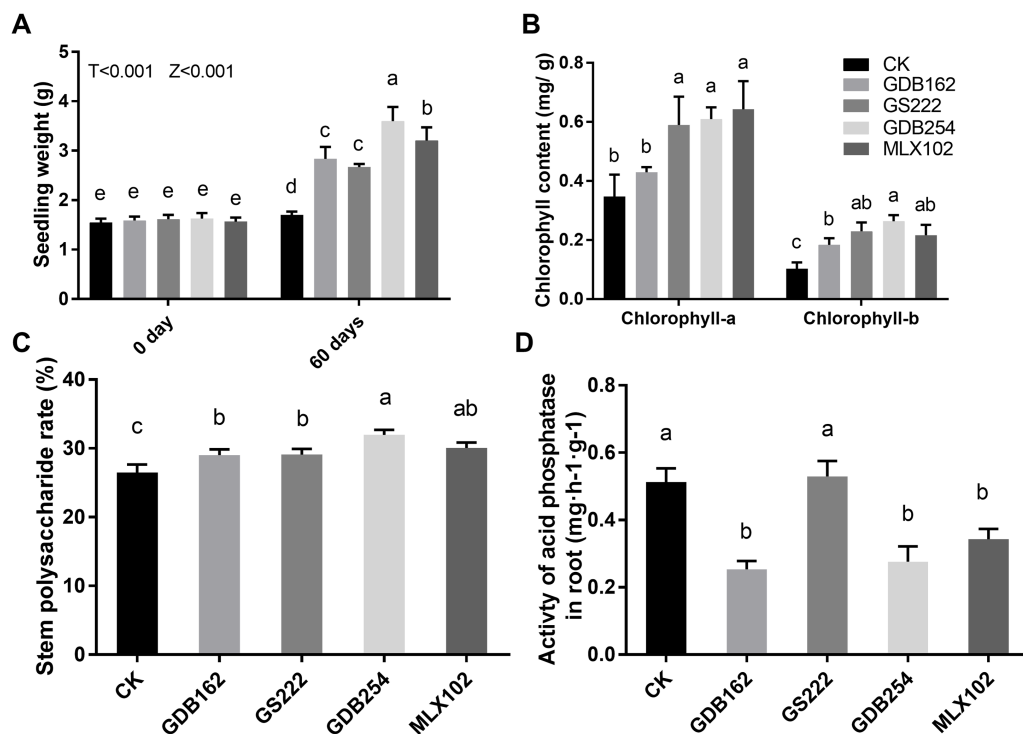 A
Seedling weight (g)
5
4
3
2
1
0
T<0.001 Z<0.001
e
e
e
e
e
d
c
c
a
b
0 day
60 days
B
Chlorophyll content (mg/ g)
0.8
0.6
0.4
0.2
0.0
b
b
a
a
a
c
b
ab
a
ab
CK
GDB162
GS222
GDB254
MLX102
Chlorophyll-a
Chlorophyll-b
C
Stem polysaccharide rate (%)
40
30
20
10
0
c
b
b
a
ab
CK
GDB162
GS222
GDB254
MLX102
D
Activty of acid phosphatase
in root (mg·h-1·g-1)
0.8
0.6
0.4
0.2
0.0
a
b
a
b
b
CK
GDB162
GS222
GDB254
MLX102